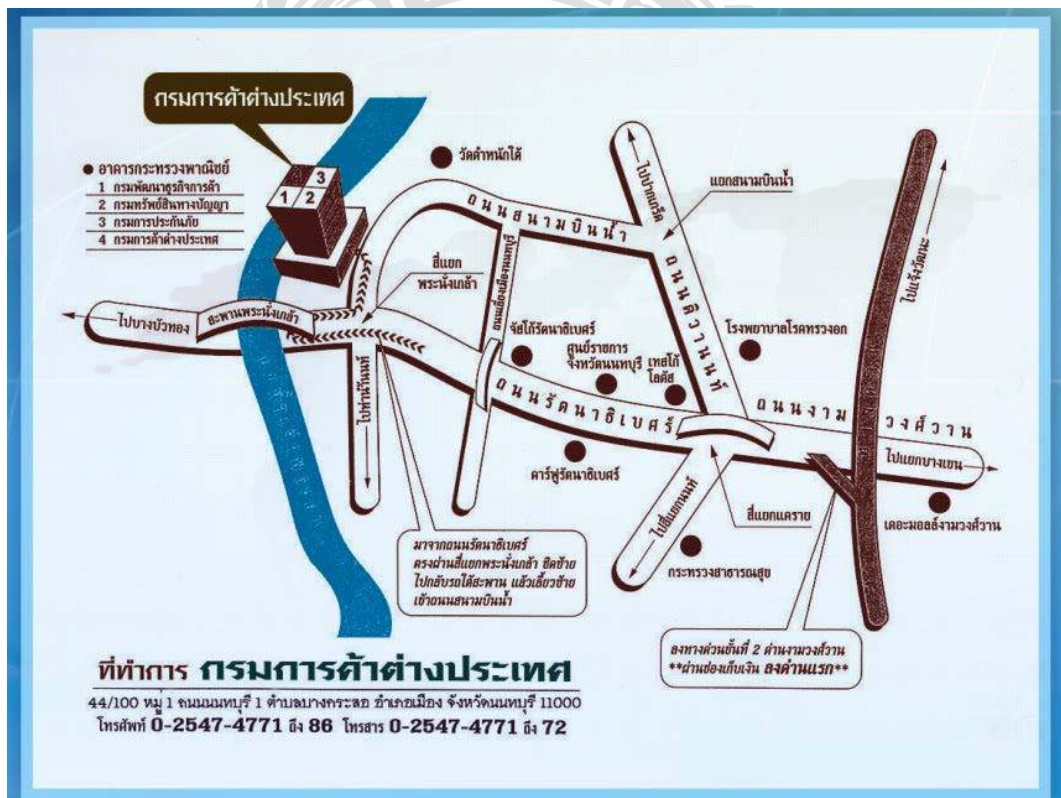 กรมการค้าต่างประเทศ
● อาคารกระทรวงพาณิชย์
1 กรมพัฒนาธุรกิจการค้า
2 กรมทรัพย์สินทางปัญญา
3 กรมการประกันภัย
4 กรมการค้าต่างประเทศ
3
1 2
วัดตำหนักใต้
ไปปากเกร็ด
แยกสนามบินน้ำ
ถนนสนามบินน้ำ
สี่แยก
พระนั่งเกล้า
ถนนเลี่ยงเมืองนนทบุรี
ถนนติวานนท์
ไปแจ้งวัฒนะ
ไปบางบัวทอง
สะพานพระนั่งเกล้า
จัสโก้รัตนาธิเบศร์
ศูนย์ราชการ
จังหวัดนนทบุรี
เทสโก้
โลตัส
โรงพยาบาลโรคทรวงอก
ไปท่าน้ำนนท์
ถนนรัตนาธิเบศร์
ถนนงามวงศ์วาน
ไปแยกบางเขน
คาร์ฟูรัตนาธิเบศร์
ไปสี่แยกนนท์
สี่แยกแคราย
เดอะมอลล์งามวงศ์วาน
กระทรวงสาธารณสุข
มาจากถนนรัตนาธิเบศร์
ตรงผ่านสี่แยกพระนั่งเกล้า ชิดซ้าย
ไปกลับรถใต้สะพาน แล้วเลี้ยวซ้าย
เข้าถนนสนามบินน้ำ
ลงทางด่วนขั้นที่ 2 ด่านงามวงศ์วาน
**ผ่านช่องเก็บเงิน ลงด้านแรก**
ที่ทำการ กรมการค้าต่างประเทศ
44/100 หมู่ 1 ถนนนนทบุรี 1 ตำบลบางกระสอ อำเภอเมือง จังหวัดนนทบุรี 11000
โทรศัพท์ 0-2547-4771 ถึง 86 โทรสาร 0-2547-4771 ถึง 72